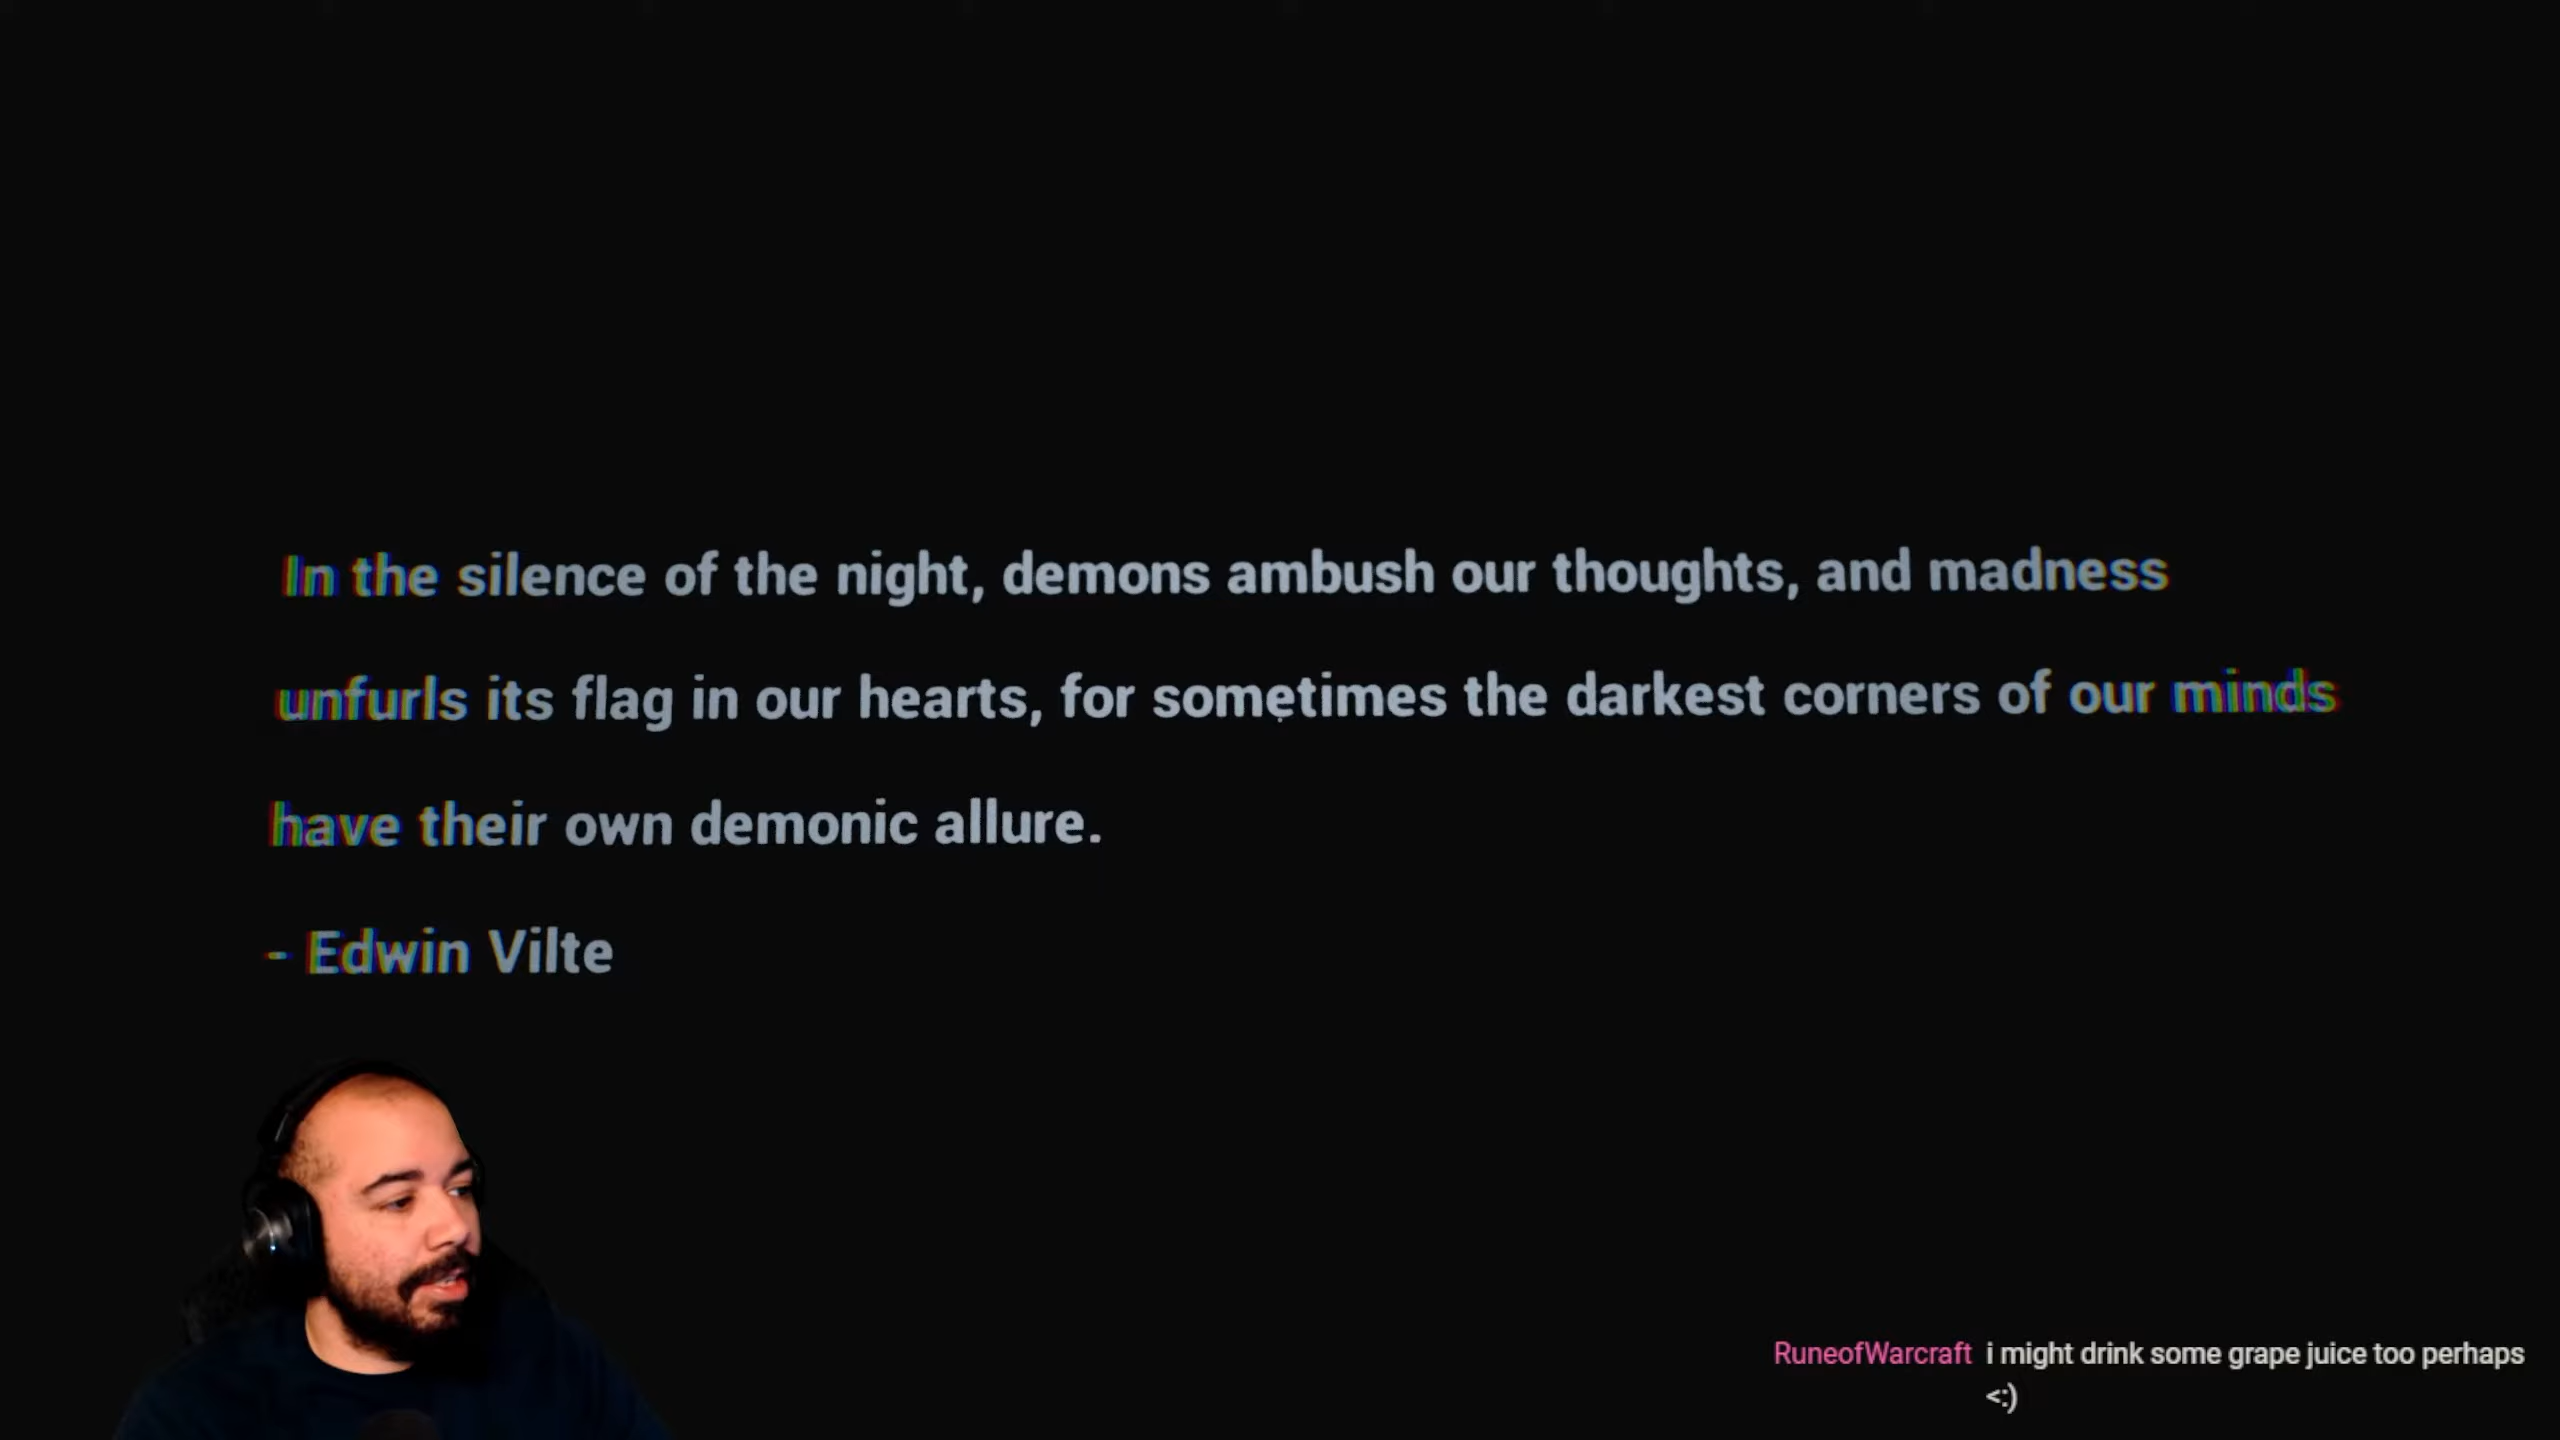 In the silence of the night, demons ambush our thoughts, and madness
unfurls its flag in our hearts, for sometimes the darkest corners of our minds
have their own demonic allure.
- Edwin Vilte
RuneofWarcraft i might drink some grape juice too perhaps
<:)